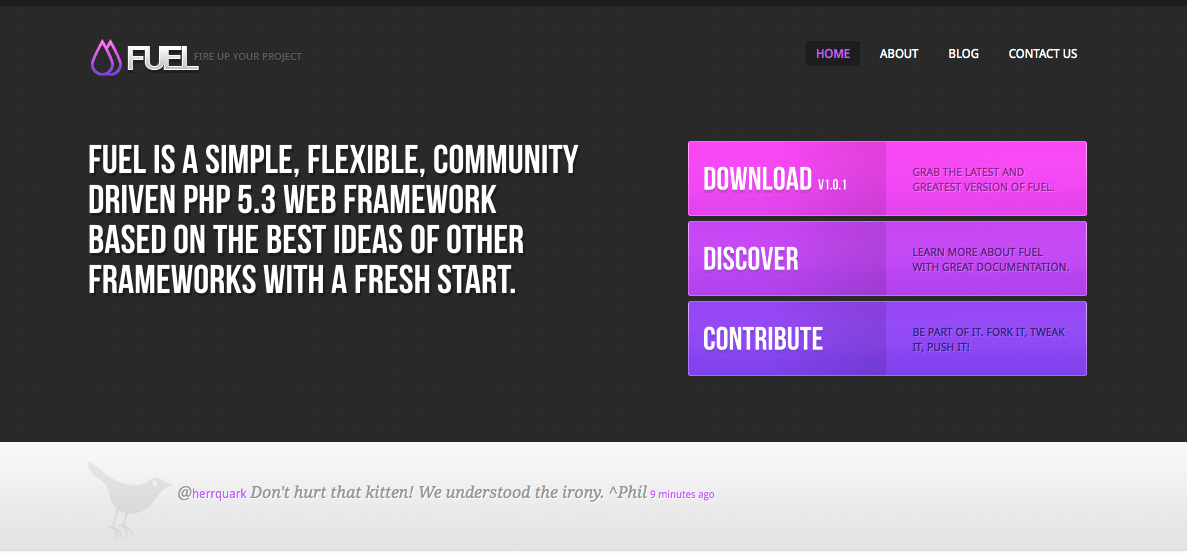 FUEL FIRE UP YOUR PROJECT
HOME ABOUT BLOG CONTACT US
FUEL IS A SIMPLE, FLEXIBLE, COMMUNITY
DRIVEN PHP 5.3 WEB FRAMEWORK
BASED ON THE BEST IDEAS OF OTHER
FRAMEWORKS WITH A FRESH START.
DOWNLOAD V1.0.1
GRAB THE LATEST AND
GREATEST VERSION OF FUEL.
DISCOVER
LEARN MORE ABOUT FUEL
WITH GREAT DOCUMENTATION.
CONTRIBUTE
BE PART OF IT. FORK IT, TWEAK
IT, PUSH IT!
@herrquark Don't hurt that kitten! We understood the irony. ^Phil 9 minutes ago